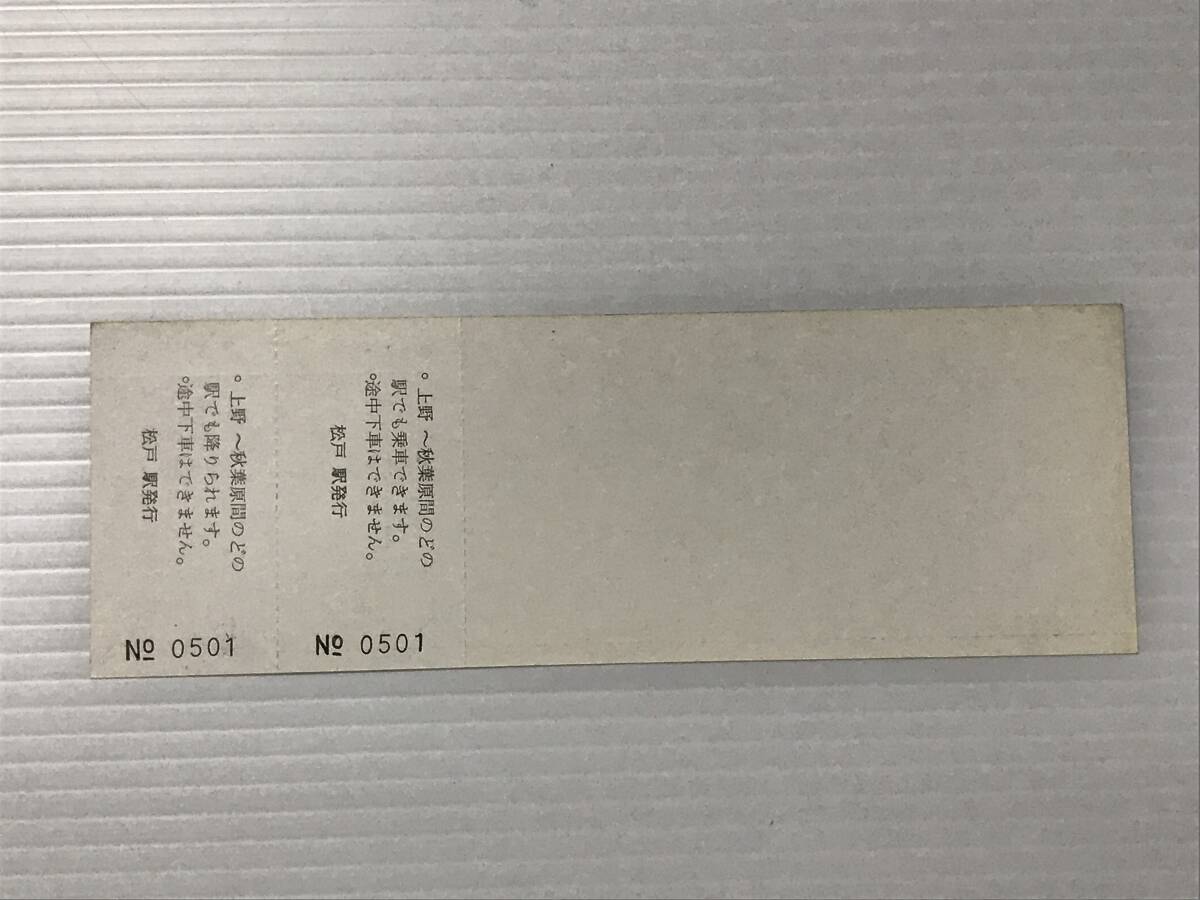 。上野 〜秋葉原間のどの
駅でも降りられます。
。途中下車はできません。
松戸 駅発行
№ 0501
。上野 〜秋葉原間のどの
駅でも乗車できます。
。途中下車はできません。
松戸 駅発行
№ 0501